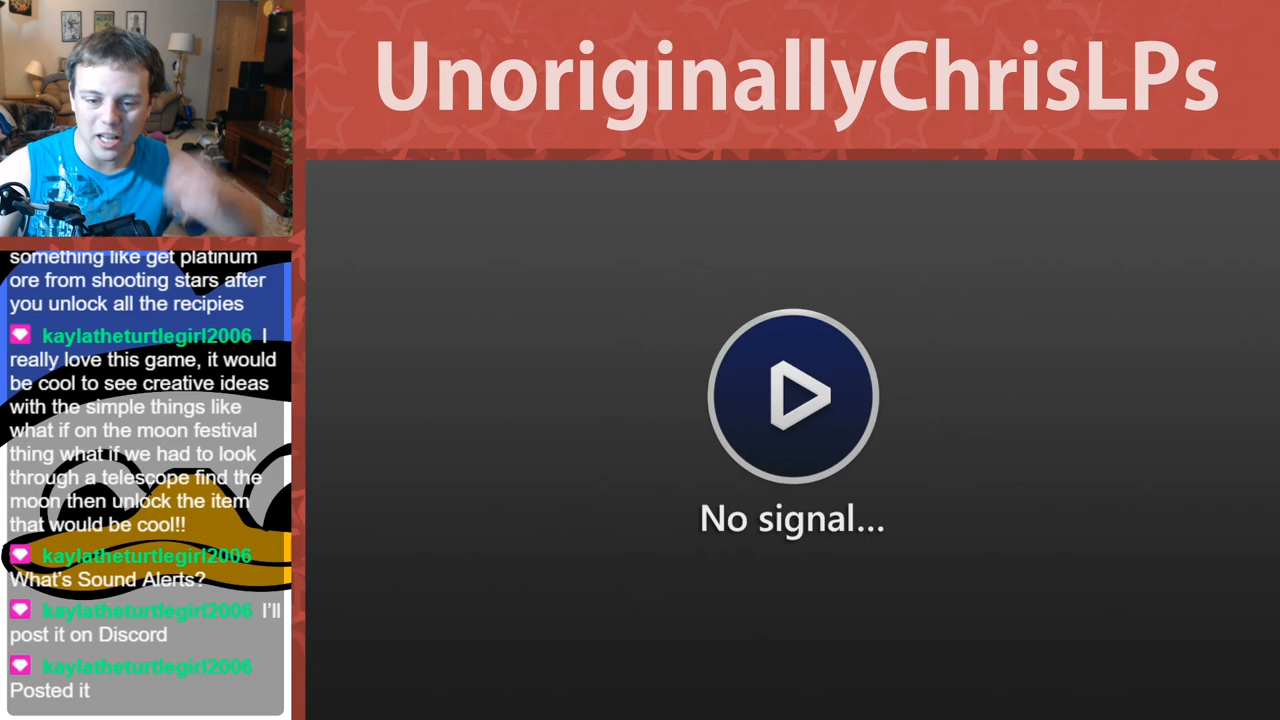 UnoriginallyChrisLPs
something like get platinum
ore from shooting stars after
you unlock all the recipies
kaylatheturtlegirl2006 I
really love this game, it would
be cool to see creative ideas
with the simple things like
what if on the moon festival
thing what if we had to look
through a telescope find the
moon then unlock the item
that would be cool!!
kaylatheturtlegirl2006
What's Sound Alerts?
kaylatheturtlegirl2006 I'll
post it on Discord
kaylatheturtlegirl2006
Posted it
No signal...